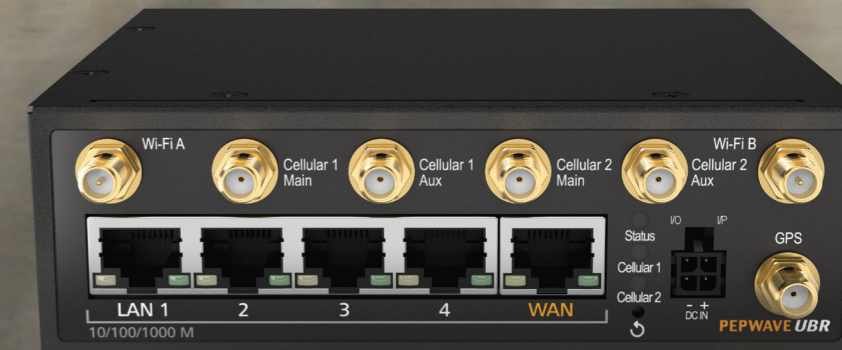 Wi-Fi A
Cellular 1
Main
Cellular 1
Aux
Cellular 2
Main
Wi-Fi B
Cellular 2
Aux
I/O
I/P
Status
Cellular 1
Cellular 2
GPS
- +
DC IN
LAN 1
2
3
4
WAN
10/100/1000 M
PEPWAVE UBR